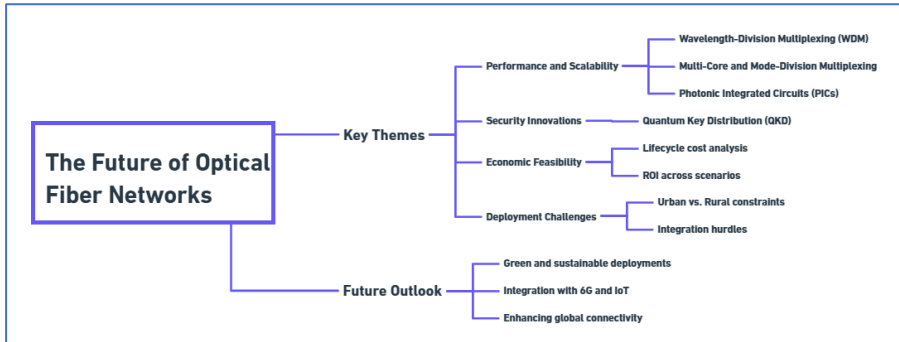 The Future of Optical
Fiber Networks
Key Themes
Performance and Scalability
Wavelength-Division Multiplexing (WDM)
Multi-Core and Mode-Division Multiplexing
Photonic Integrated Circuits (PICs)
Security Innovations
Quantum Key Distribution (QKD)
Economic Feasibility
Lifecycle cost analysis
ROI across scenarios
Deployment Challenges
Urban vs. Rural constraints
Integration hurdles
Future Outlook
Green and sustainable deployments
Integration with 6G and IoT
Enhancing global connectivity